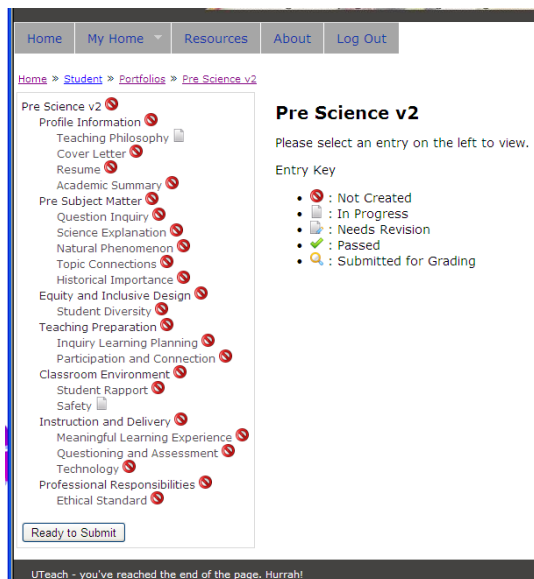 Home My Home Resources About Log Out
Home » Student » Portfolios » Pre Science v2
Pre Science v2
Profile Information
Teaching Philosophy
Cover Letter
Resume
Academic Summary
Pre Subject Matter
Question Inquiry
Science Explanation
Natural Phenomenon
Topic Connections
Historical Importance
Equity and Inclusive Design
Student Diversity
Teaching Preparation
Inquiry Learning Planning
Participation and Connection
Classroom Environment
Student Rapport
Safety
Instruction and Delivery
Meaningful Learning Experience
Questioning and Assessment
Technology
Professional Responsibilities
Ethical Standard
Ready to Submit
Pre Science v2
Please select an entry on the left to view.
Entry Key
• : Not Created
• : In Progress
• : Needs Revision
• : Passed
• : Submitted for Grading
UTeach - you've reached the end of the page. Hurrah!